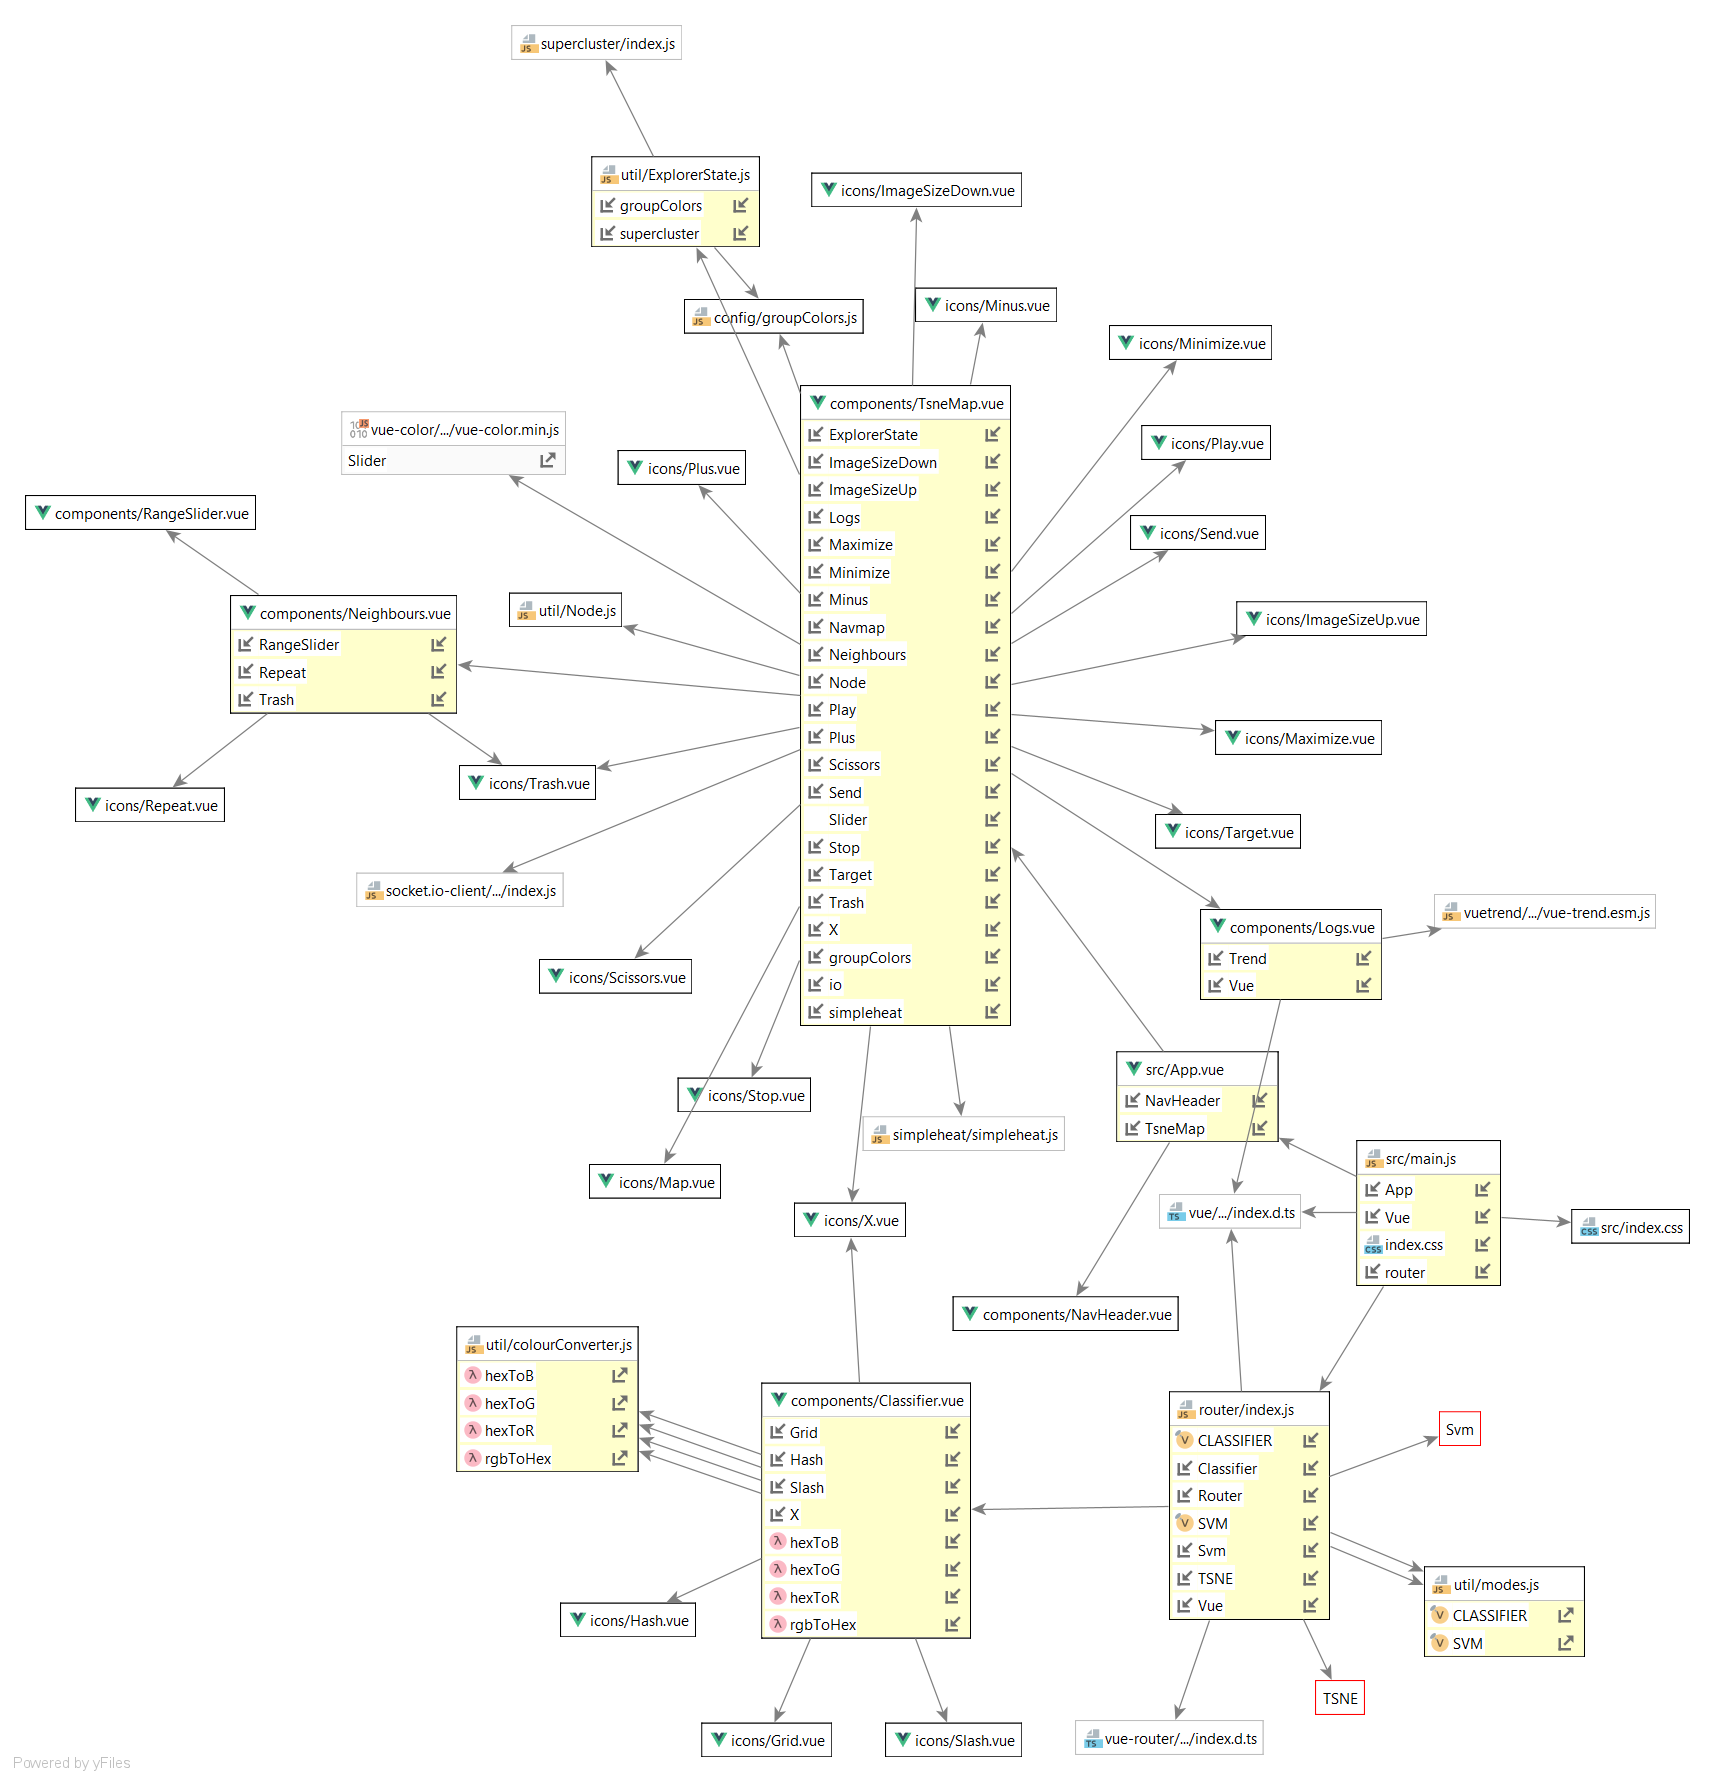 supercluster/index.js
util/ExplorerState.js
groupColors
supercluster
icons/ImageSizeDown.vue
icons/Minus.vue
config/groupColors.js
icons/Minimize.vue
components/TsneMap.vue
ExplorerState
ImageSizeDown
ImageSizeUp
Logs
Maximize
Minimize
Minus
Navmap
Neighbours
Node
Play
Plus
Scissors
Send
Slider
Stop
Target
Trash
X
groupColors
io
simpleheat
vue-color/.../vue-color.min.js
Slider
icons/Plus.vue
icons/Play.vue
components/RangeSlider.vue
icons/Send.vue
components/Neighbours.vue
RangeSlider
Repeat
Trash
util/Node.js
icons/ImageSizeUp.vue
icons/Maximize.vue
icons/Repeat.vue
icons/Trash.vue
icons/Target.vue
socket.io-client/.../index.js
components/Logs.vue
Trend
Vue
vuetrend/.../vue-trend.esm.js
icons/Scissors.vue
src/App.vue
NavHeader
TsneMap
icons/Stop.vue
simpleheat/simpleheat.js
src/main.js
App
Vue
index.css
router
icons/Map.vue
icons/X.vue
vue/.../index.d.ts
src/index.css
components/NavHeader.vue
util/colourConverter.js
hexToB
hexToG
hexToR
rgbToHex
components/Classifier.vue
Grid
Hash
Slash
X
hexToB
hexToG
hexToR
rgbToHex
router/index.js
CLASSIFIER
Classifier
Router
SVM
Svm
TSNE
Vue
Svm
util/modes.js
CLASSIFIER
SVM
icons/Hash.vue
TSNE
icons/Grid.vue
icons/Slash.vue
vue-router/.../index.d.ts
Powered by yFiles